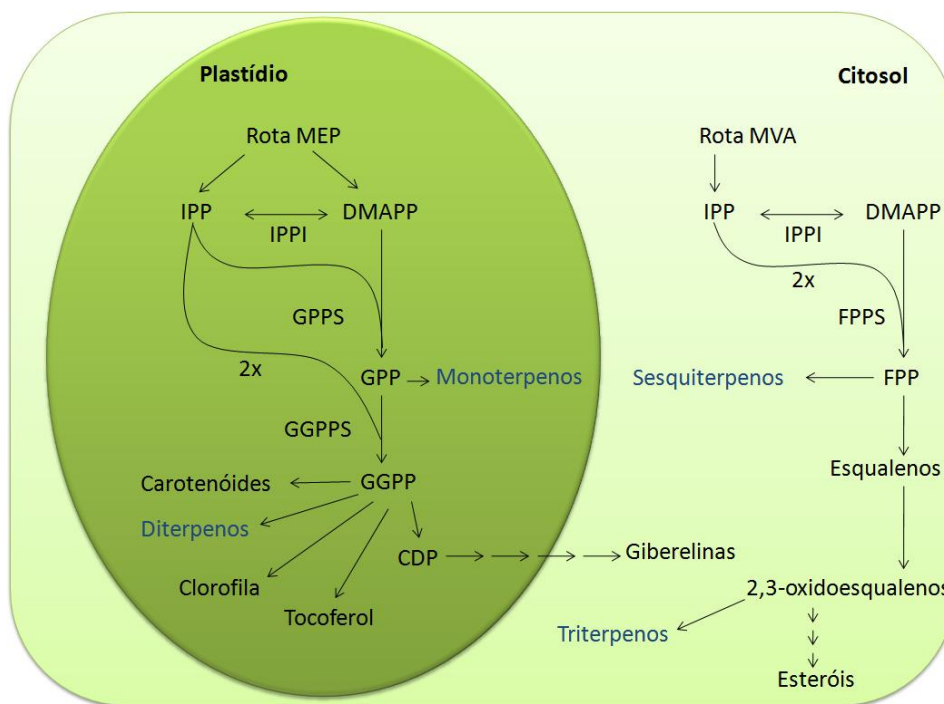 Plastídio
Citosol
Rota MEP
Rota MVA
IPP
DMAPP
IPPI
IPP
DMAPP
IPPI
2x
GPPS
FPPS
2x
GPP
Monoterpenos
Sesquiterpenos
FPP
GGPPS
Esqualenos
Carotenóides
GGPP
Diterpenos
CDP
Giberelinas
Clorofila
2,3-oxidoesqualenos
Tocoferol
Triterpenos
Esteróis